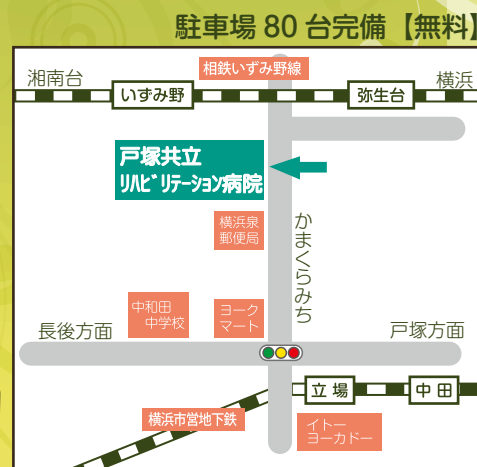 駐車場 80 台完備【無料】
相鉄いずみ野線
湘南台
横浜
いずみ野
弥生台
戸塚共立
リハビリテーション病院
横浜泉
郵便局
かまくらみち
中和田
中学校
ヨーク
マート
長後方面
戸塚方面
立場
中田
横浜市営地下鉄
イトー
ヨーカドー